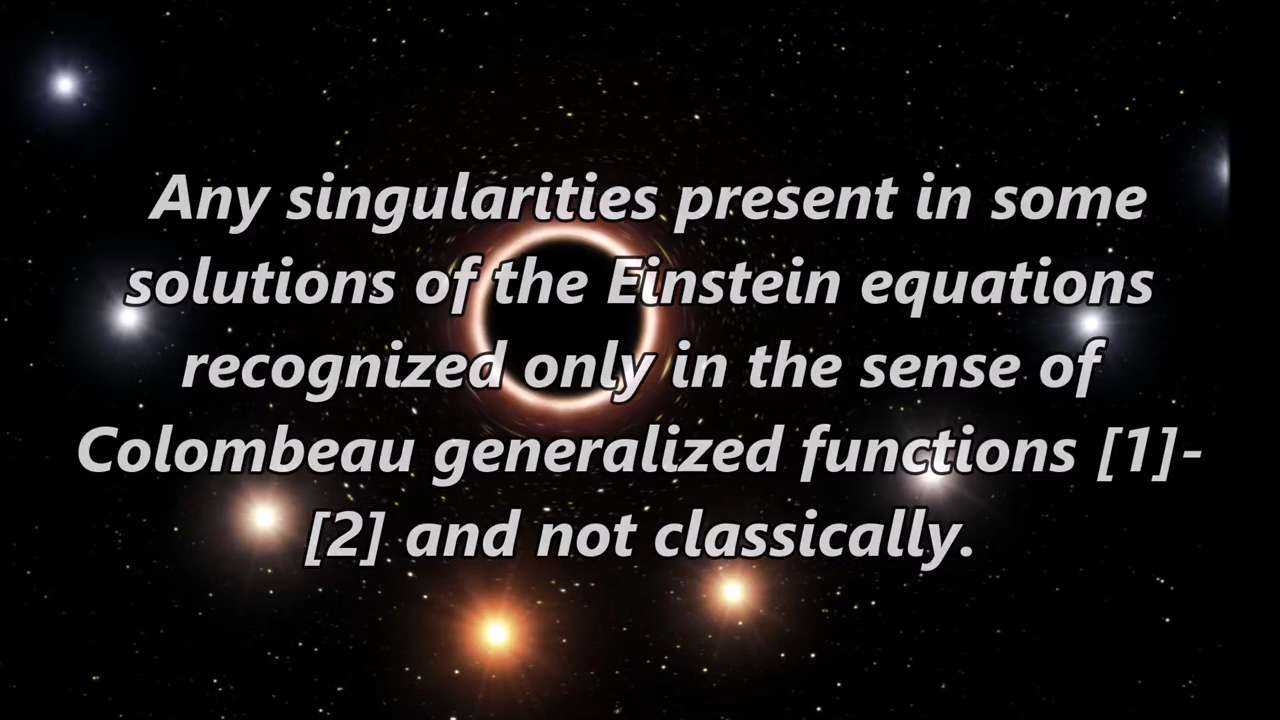 Any singularities present in some
solutions of the Einstein equations
recognized only in the sense of
Colombeau generalized functions [1]-
[2] and not classically.